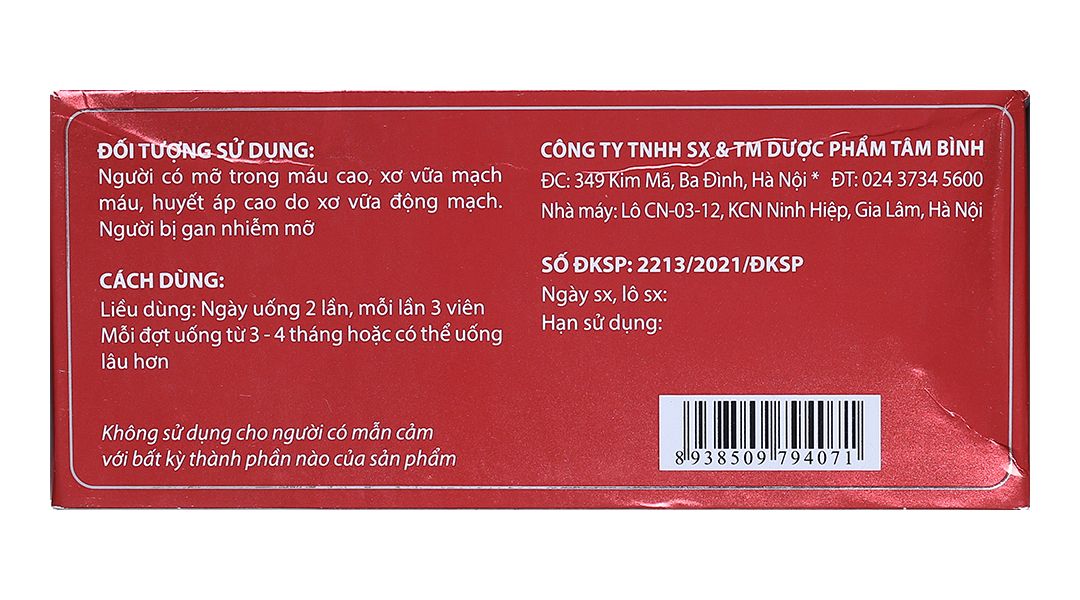 ĐỐI TƯỢNG SỬ DỤNG:
Người có mỡ trong máu cao, xơ vữa mạch
máu, huyết áp cao do xơ vữa động mạch.
Người bị gan nhiễm mỡ
CÁCH DÙNG:
Liều dùng: Ngày uống 2 lần, mỗi lần 3 viên
Mỗi đợt uống từ 3 - 4 tháng hoặc có thể uống
lâu hơn
Không sử dụng cho người có mẫn cảm
với bất kỳ thành phần nào của sản phẩm
CÔNG TY TNHH SX & TM DƯỢC PHẨM TÂM BÌNH
ĐC: 349 Kim Mã, Ba Đình, Hà Nội * ĐT: 024 3734 5600
Nhà máy: Lô CN-03-12, KCN Ninh Hiệp, Gia Lâm, Hà Nội
SỐ ĐKSP: 2213/2021/ĐKSP
Ngày sx, lô sx:
Hạn sử dụng:
8 938509 794071